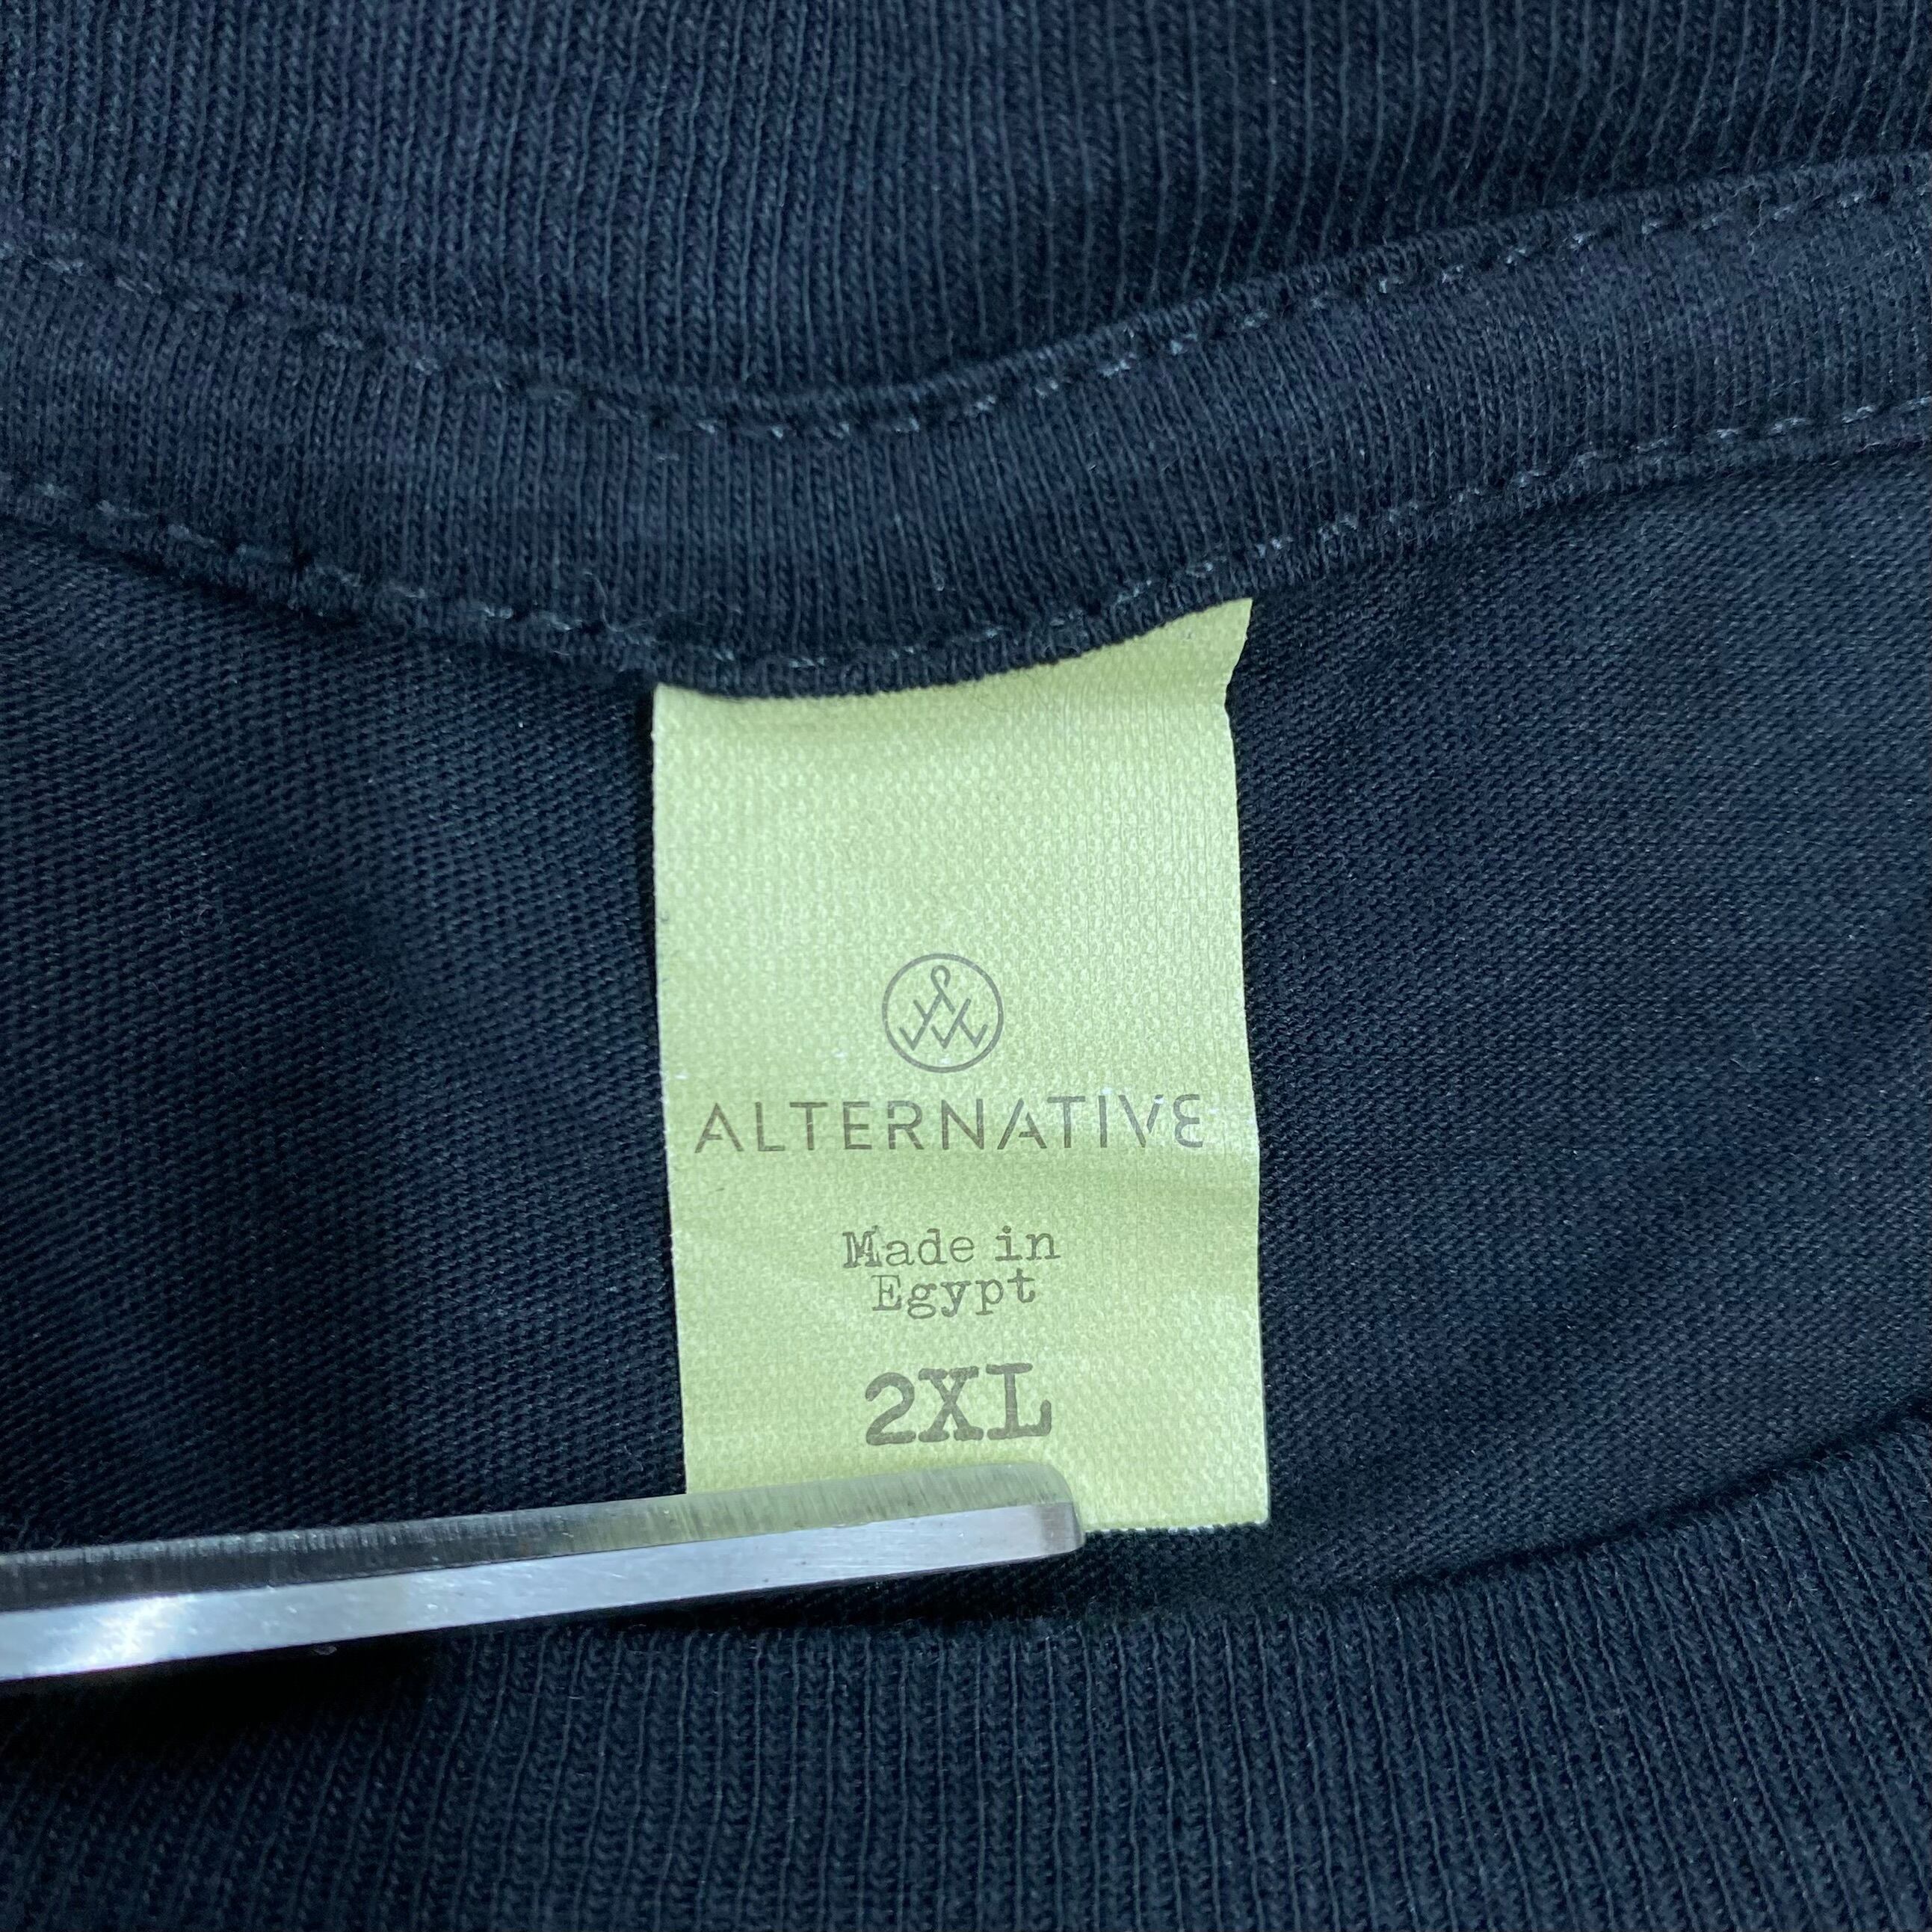 ALTERNATIVE
Made in
Egypt
2XL